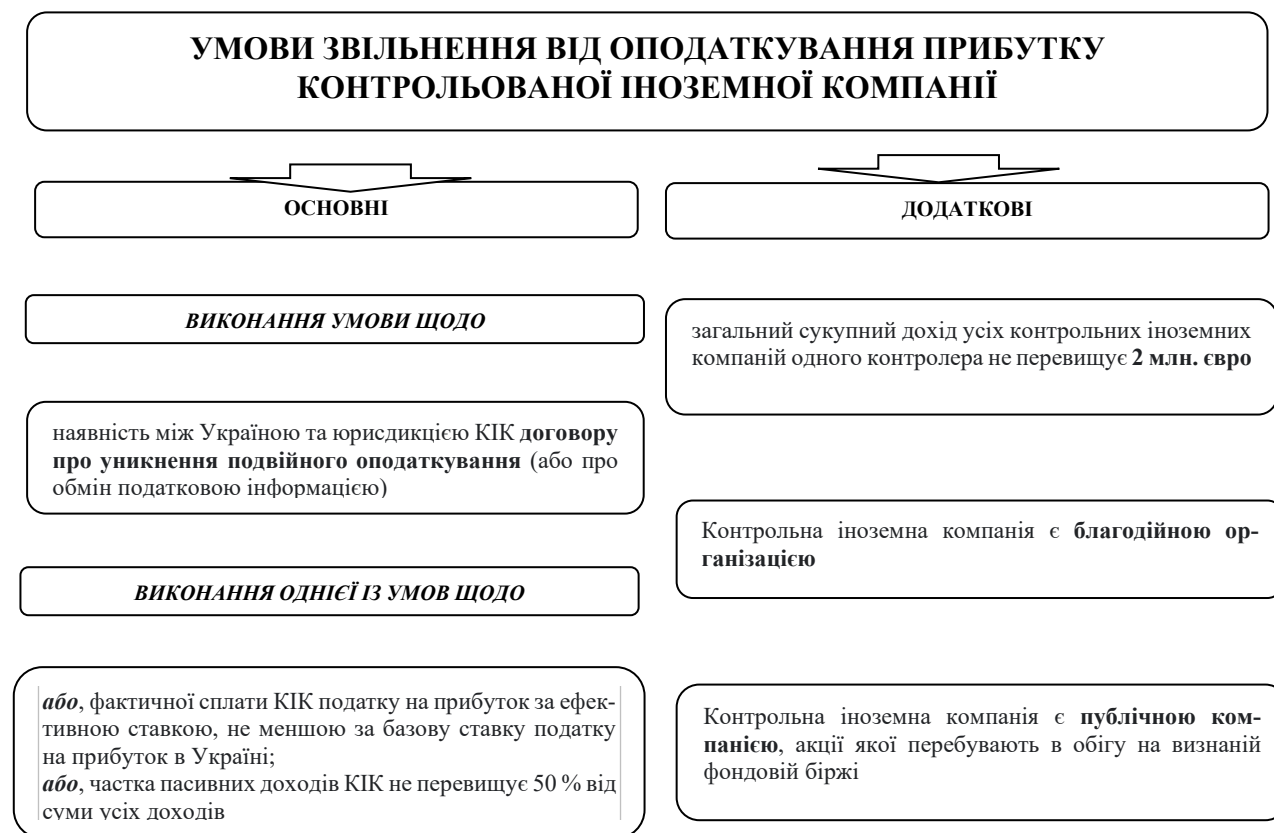 УМОВИ ЗВІЛЬНЕННЯ ВІД ОПОДАТКУВАННЯ ПРИБУТКУ
КОНТРОЛЬОВАНОЇ ІНОЗЕМНОЇ КОМПАНІЇ
ОСНОВНІ
ВИКОНАННЯ УМОВИ ЩОДО
наявність між Україною та юрисдикцією КІК договору
про уникнення подвійного оподаткування (або про
обмін податковою інформацією)
ВИКОНАННЯ ОДНІЄЇ ІЗ УМОВ ЩОДО
або, фактичної сплати КІК податку на прибуток за ефек-
тивною ставкою, не меншою за базову ставку податку
на прибуток в Україні;
або, частка пасивних доходів КІК не перевищує 50 % від
суми усіх доходів
ДОДАТКОВІ
загальний сукупний дохід усіх контрольних іноземних
компаній одного контролера не перевищує 2 млн. євро
Контрольна іноземна компанія є благодійною ор-
ганізацією
Контрольна іноземна компанія є публічною ком-
панією, акції якої перебувають в обігу на визнаній
фондовій біржі